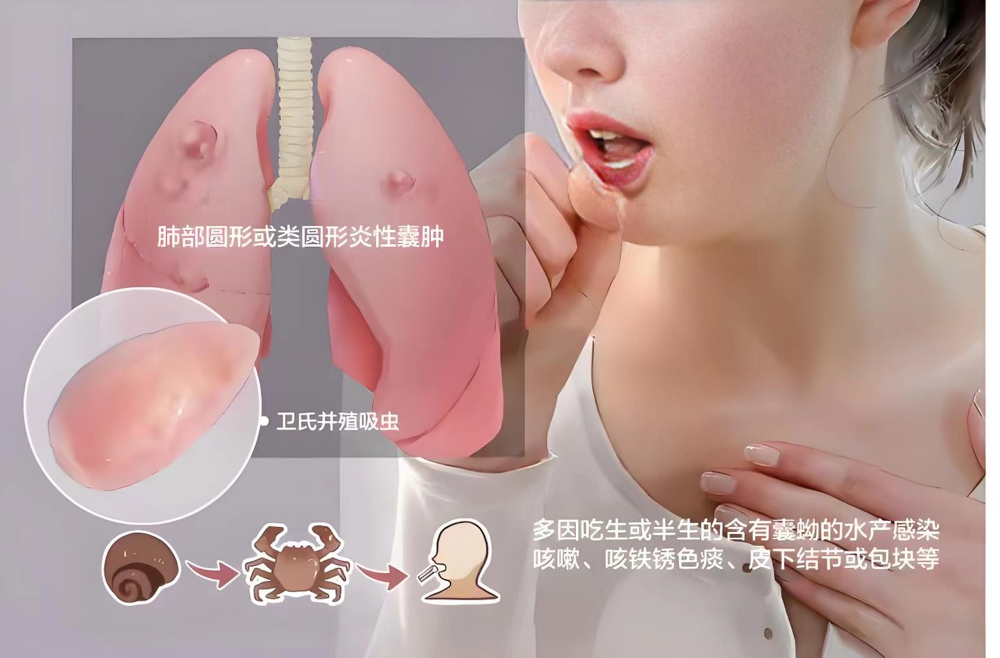 肺部圆形或类圆形炎性囊肿
卫氏并殖吸虫
多因吃生或半生的含有囊蚴的水产感染
咳嗽、咳铁锈色痰、皮下结节或包块等